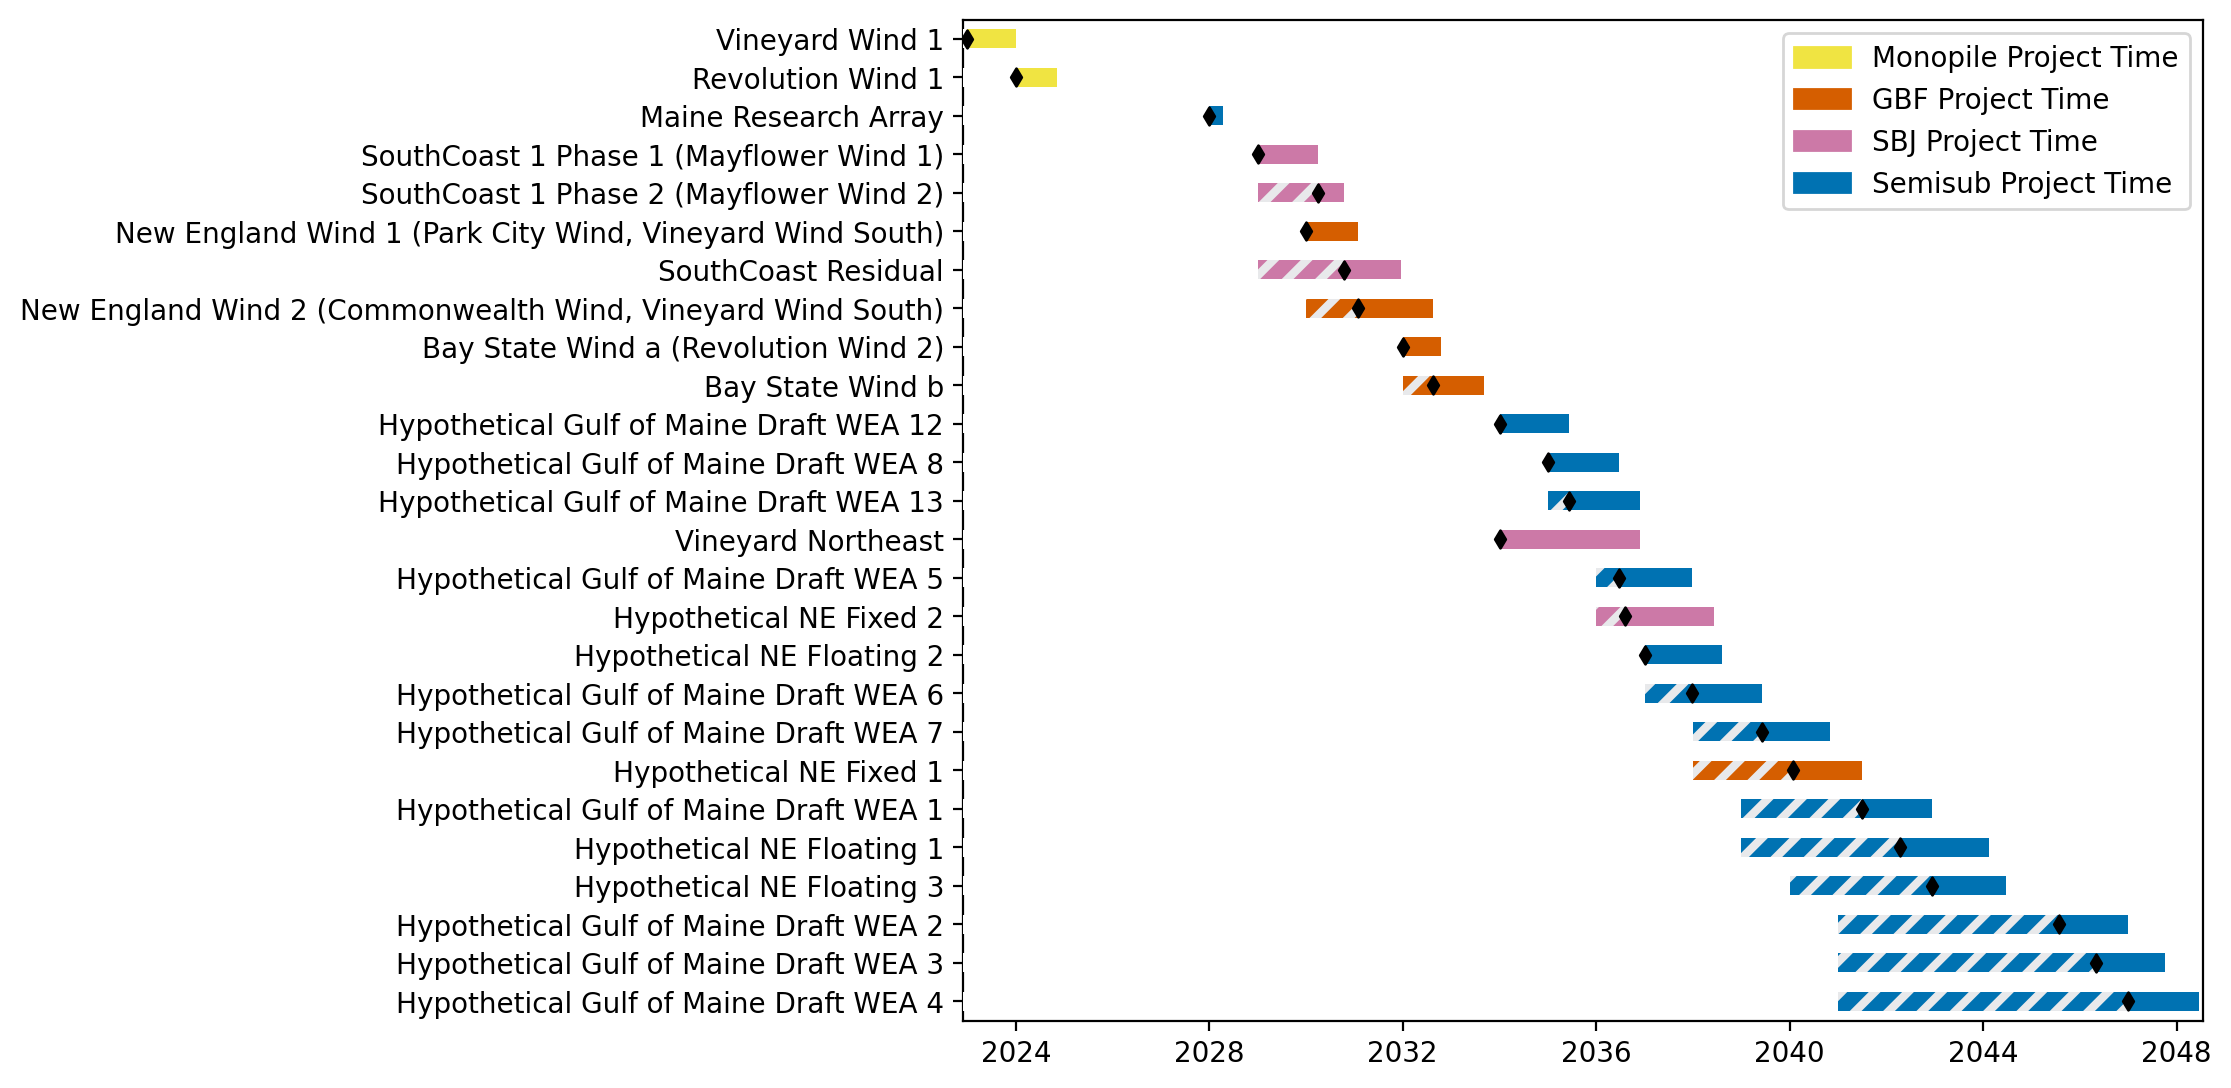 Vineyard Wind 1
Revolution Wind 1
Maine Research Array
SouthCoast 1 Phase 1 (Mayflower Wind 1)
SouthCoast 1 Phase 2 (Mayflower Wind 2)
New England Wind 1 (Park City Wind, Vineyard Wind South)
SouthCoast Residual
New England Wind 2 (Commonwealth Wind, Vineyard Wind South)
Bay State Wind a (Revolution Wind 2)
Bay State Wind b
Hypothetical Gulf of Maine Draft WEA 12
Hypothetical Gulf of Maine Draft WEA 8
Hypothetical Gulf of Maine Draft WEA 13
Vineyard Northeast
Hypothetical Gulf of Maine Draft WEA 5
Hypothetical NE Fixed 2
Hypothetical NE Floating 2
Hypothetical Gulf of Maine Draft WEA 6
Hypothetical Gulf of Maine Draft WEA 7
Hypothetical NE Fixed 1
Hypothetical Gulf of Maine Draft WEA 1
Hypothetical NE Floating 1
Hypothetical NE Floating 3
Hypothetical Gulf of Maine Draft WEA 2
Hypothetical Gulf of Maine Draft WEA 3
Hypothetical Gulf of Maine Draft WEA 4
Monopile Project Time
GBF Project Time
SBJ Project Time
Semisub Project Time
2024 2028 2032 2036 2040 2044 2048